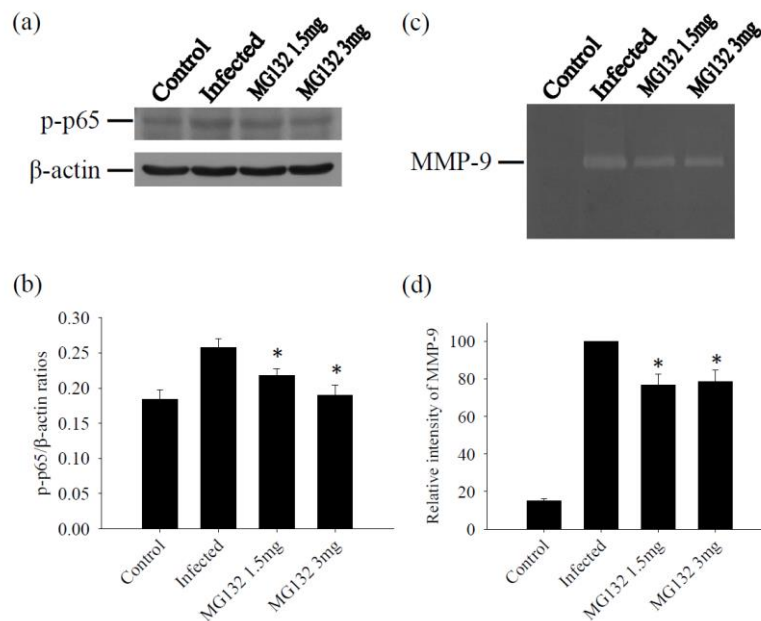 (a)
Control
Infected
MG132 1.5mg
MG132 3mg
p-p65
β-actin
(c)
Control
Infected
MG132 1.5mg
MG132 3mg
MMP-9
(b)
p-p65/β-actin ratios
0.30
0.25
0.20
0.15
0.10
0.05
0.00
*
*
Control
Infected
MG132 1.5mg
MG132 3mg
(d)
Relative intensity of MMP-9
100
80
60
40
20
0
*
*
Control
Infected
MG132 1.5mg
MG132 3mg